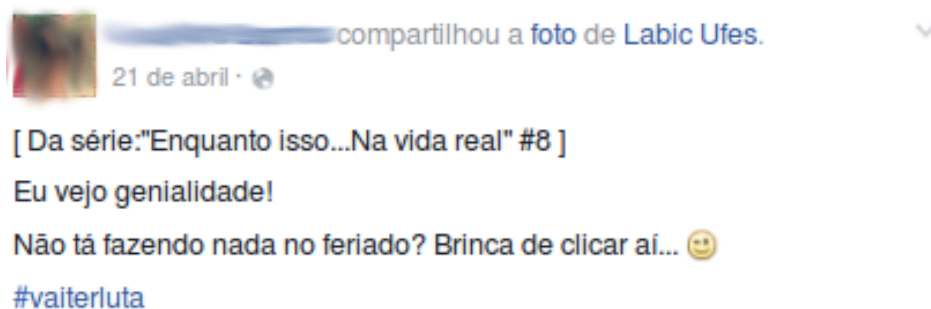 compartilhou a foto de Labic Ufes.
21 de abril ·
[ Da série:"Enquanto isso...Na vida real" #8 ]
Eu vejo genialidade!
Não tá fazendo nada no feriado? Brinca de clicar aí... 😉
#vaiterluta